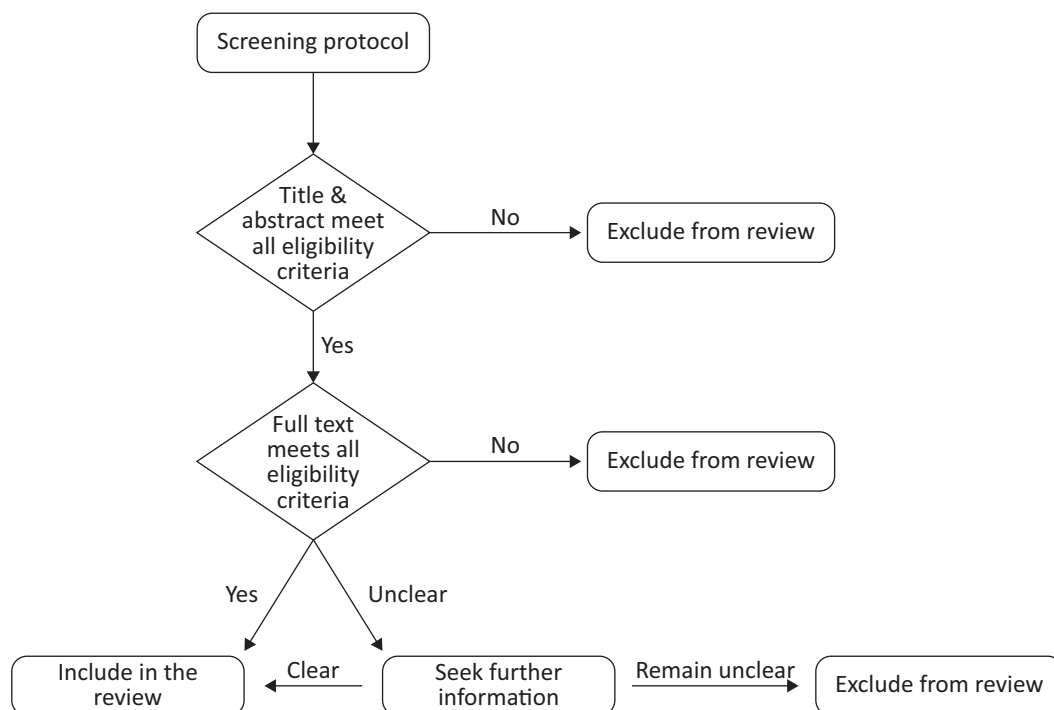 Screening protocol
Title &
abstract meet
all eligibility
criteria
No
Exclude from review
Yes
Full text
meets all
eligibility
criteria
No
Exclude from review
Yes
Unclear
Include in the
review
Clear
Seek further
information
Remain unclear
Exclude from review